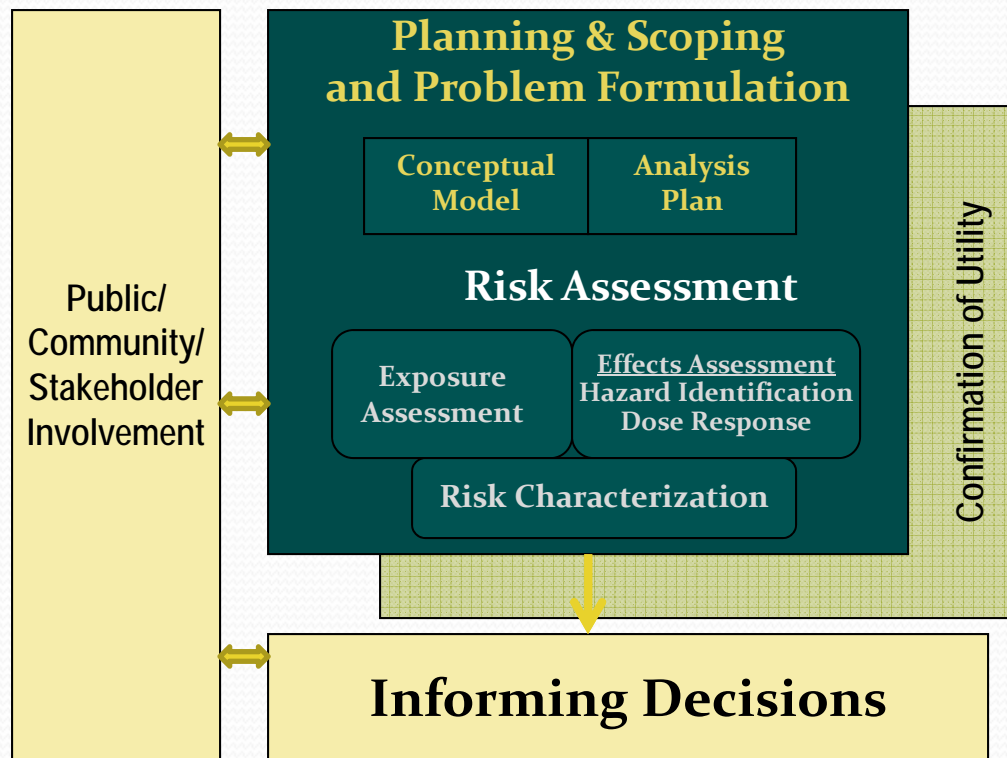 Public/
Community/
Stakeholder
Involvement
Planning & Scoping
and Problem Formulation
Conceptual
Model
Analysis
Plan
Risk Assessment
Exposure
Assessment
Effects Assessment
Hazard Identification
Dose Response
Risk Characterization
Confirmation of Utility
Informing Decisions